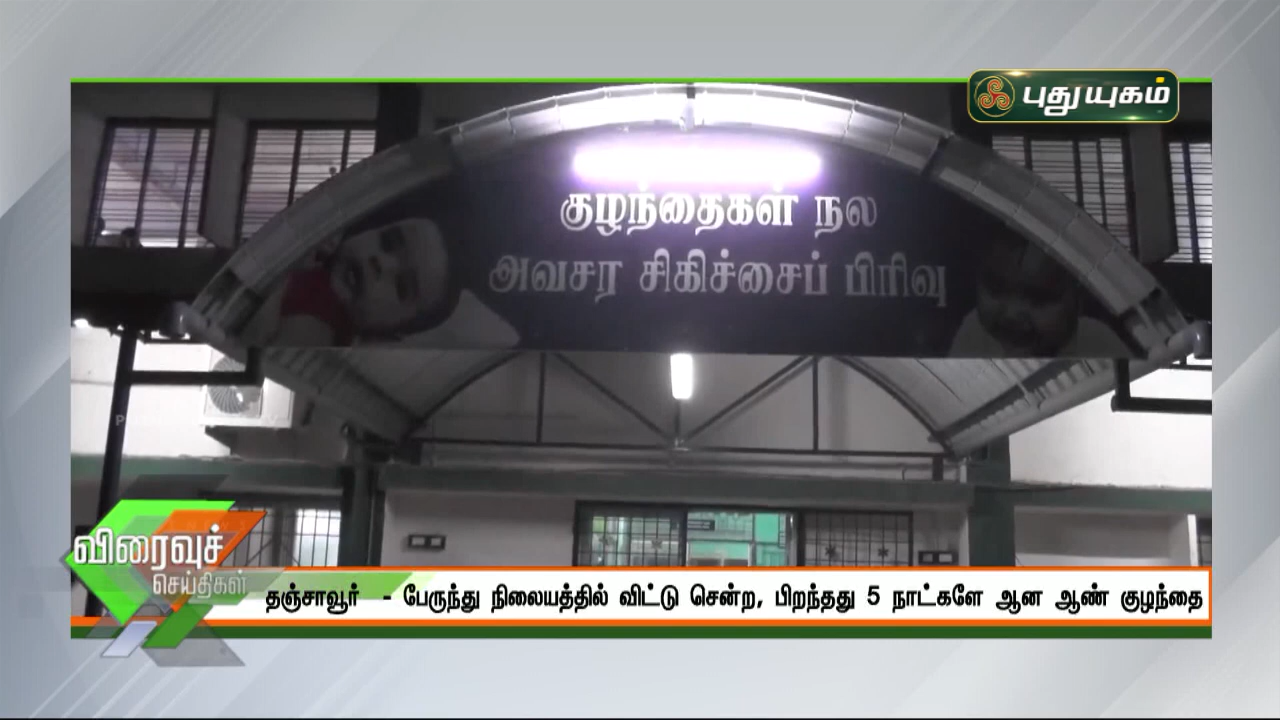 புதுயுகம்
குழந்தைகள் நல
அவசர சிகிச்சைப் பிரிவு
விரைவுச்
செய்திகள்
தஞ்சாவூர் - பேருந்து நிலையத்தில் விட்டு சென்ற, பிறந்தது 5 நாட்களே ஆன ஆண் குழந்தை